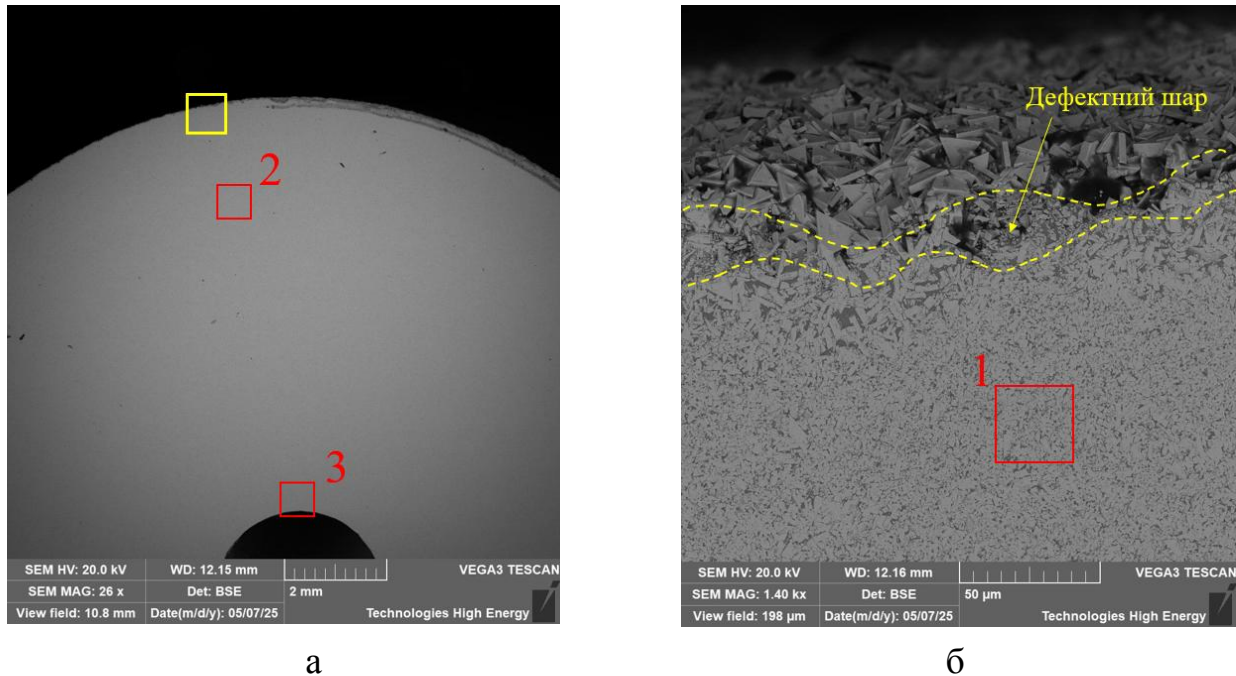 2
3
SEM HV: 20.0 kV
WD: 12.15 mm
VEGA3 TESCAN
SEM MAG: 26 x
Det: BSE
2 mm
View field: 10.8 mm
Date(m/d/y): 05/07/25
Technologies High Energy
а
Дефектний шар
1
SEM HV: 20.0 kV
WD: 12.16 mm
VEGA3 TESCAN
SEM MAG: 1.40 kx
Det: BSE
50 µm
View field: 198 µm
Date(m/d/y): 05/07/25
Technologies High Energy
б